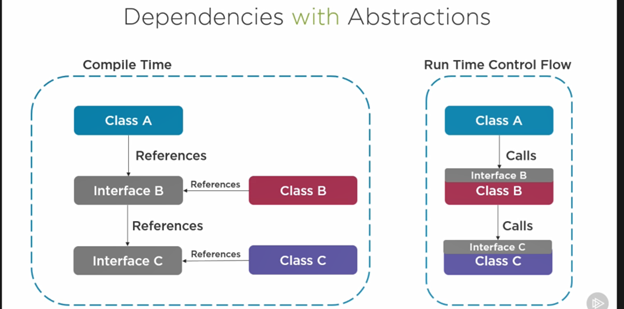 Dependencies with Abstractions
Compile Time
Class A
References
Interface B
References
Class B
References
Interface C
References
Class C
Run Time Control Flow
Class A
Calls
Interface B
Class B
Calls
Interface C
Class C